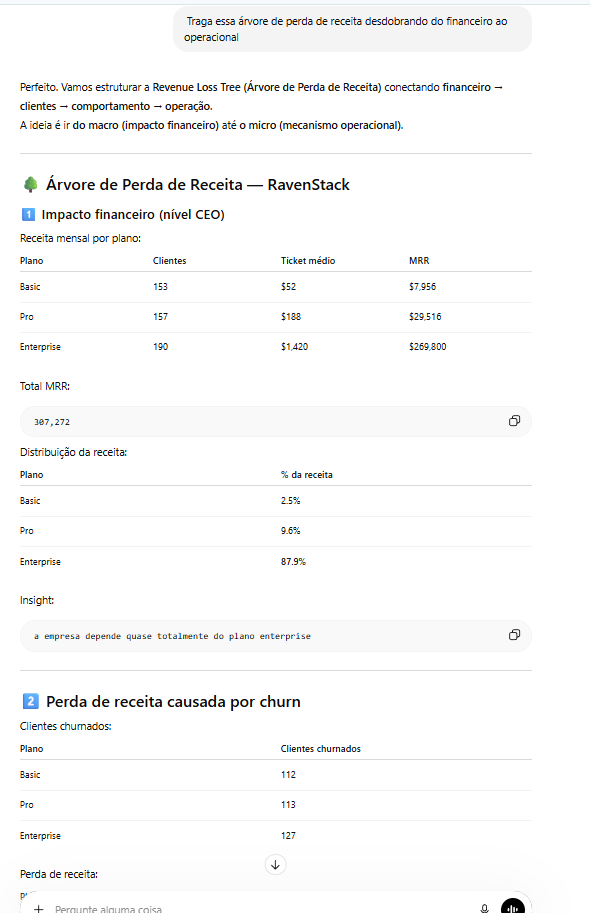 Traga essa árvore de perda de receita desdobrando do financeiro ao
operacional
Perfeito. Vamos estruturar a Revenue Loss Tree (Árvore de Perda de Receita) conectando financeiro →
clientes → comportamento → operação.
A ideia é ir do macro (impacto financeiro) até o micro (mecanismo operacional).
🌳 Árvore de Perda de Receita — RavenStack
1️⃣ Impacto financeiro (nível CEO)
Receita mensal por plano:
Plano Clientes Ticket médio MRR
Basic 153 $52 $7,956
Pro 157 $188 $29,516
Enterprise 190 $1,420 $269,800
Total MRR:
307,272
Distribuição da receita:
Plano % da receita
Basic 2.5%
Pro 9.6%
Enterprise 87.9%
Insight:
a empresa depende quase totalmente do plano enterprise
2️⃣ Perda de receita causada por churn
Clientes churnados:
Plano Clientes churnados
Basic 112
Pro 113
Enterprise 127
Perda de receita:
Pergunte alguma coisa